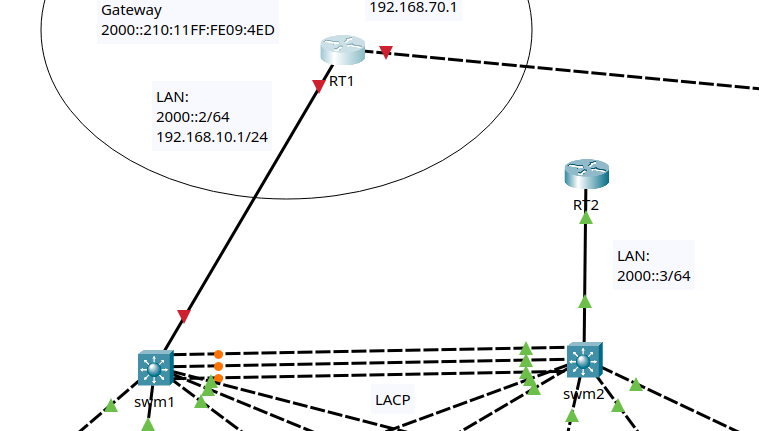 Gateway
2000::210:11FF:FE09:4ED
192.168.70.1
RT1
LAN:
2000::2/64
192.168.10.1/24
RT2
LAN:
2000::3/64
swm1
LACP
swm2